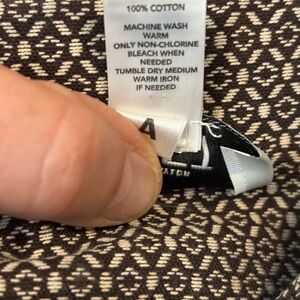 100% COTTON
MACHINE WASH
WARM
ONLY NON-CHLORINE
BLEACH WHEN
NEEDED
TUMBLE DRY MEDIUM
WARM IRON
IF NEEDED
A